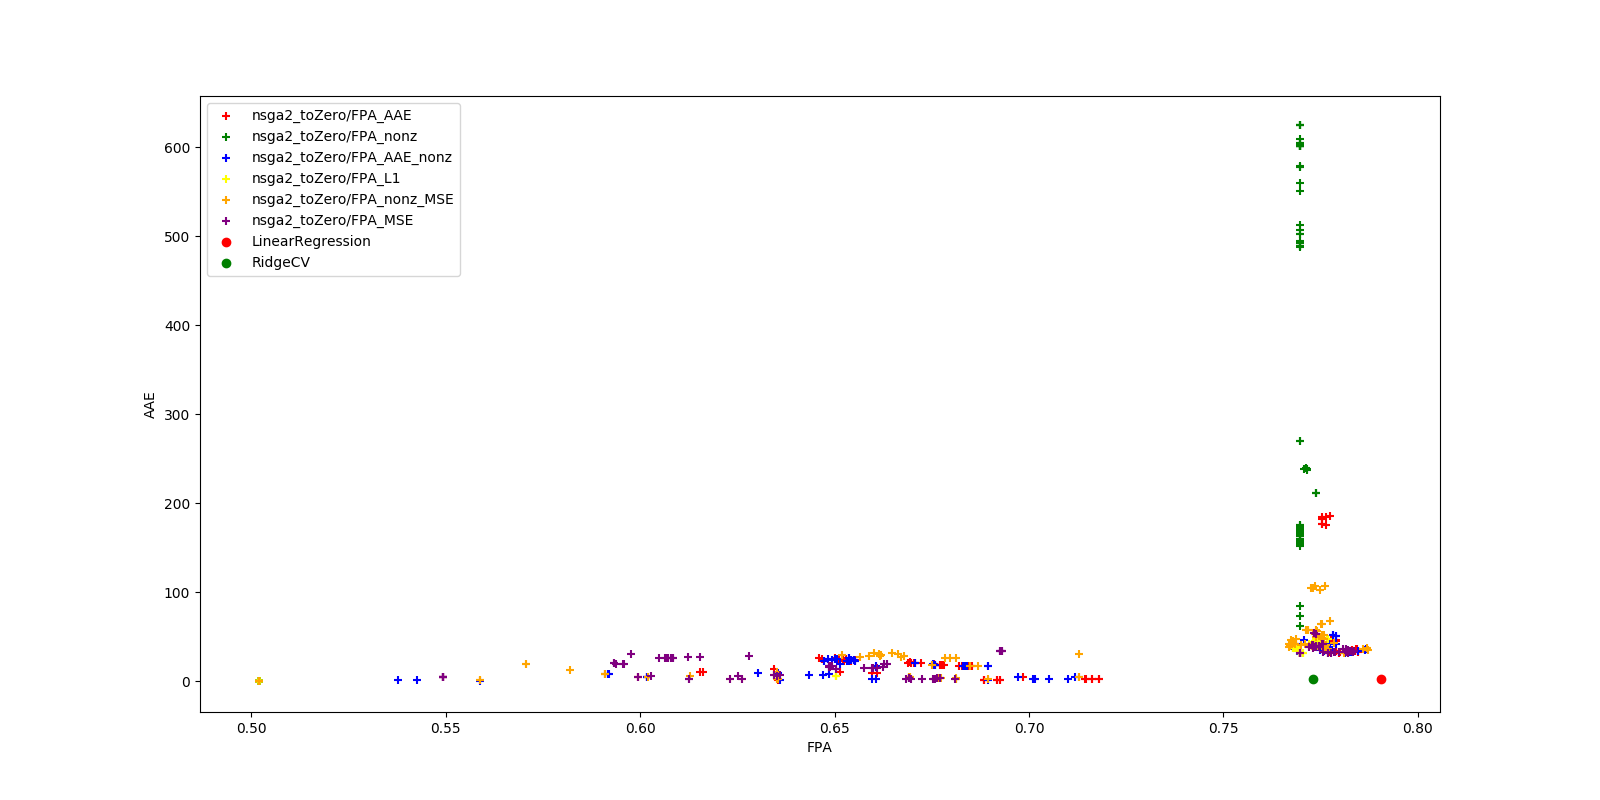 nsga2_toZero/FPA_AAE
nsga2_toZero/FPA_nonz
nsga2_toZero/FPA_AAE_nonz
nsga2_toZero/FPA_L1
nsga2_toZero/FPA_nonz_MSE
nsga2_toZero/FPA_MSE
LinearRegression
RidgeCV
600
500
400
300
200
100
0
AAE
0.50 0.55 0.60 0.65 0.70 0.75 0.80
FPA